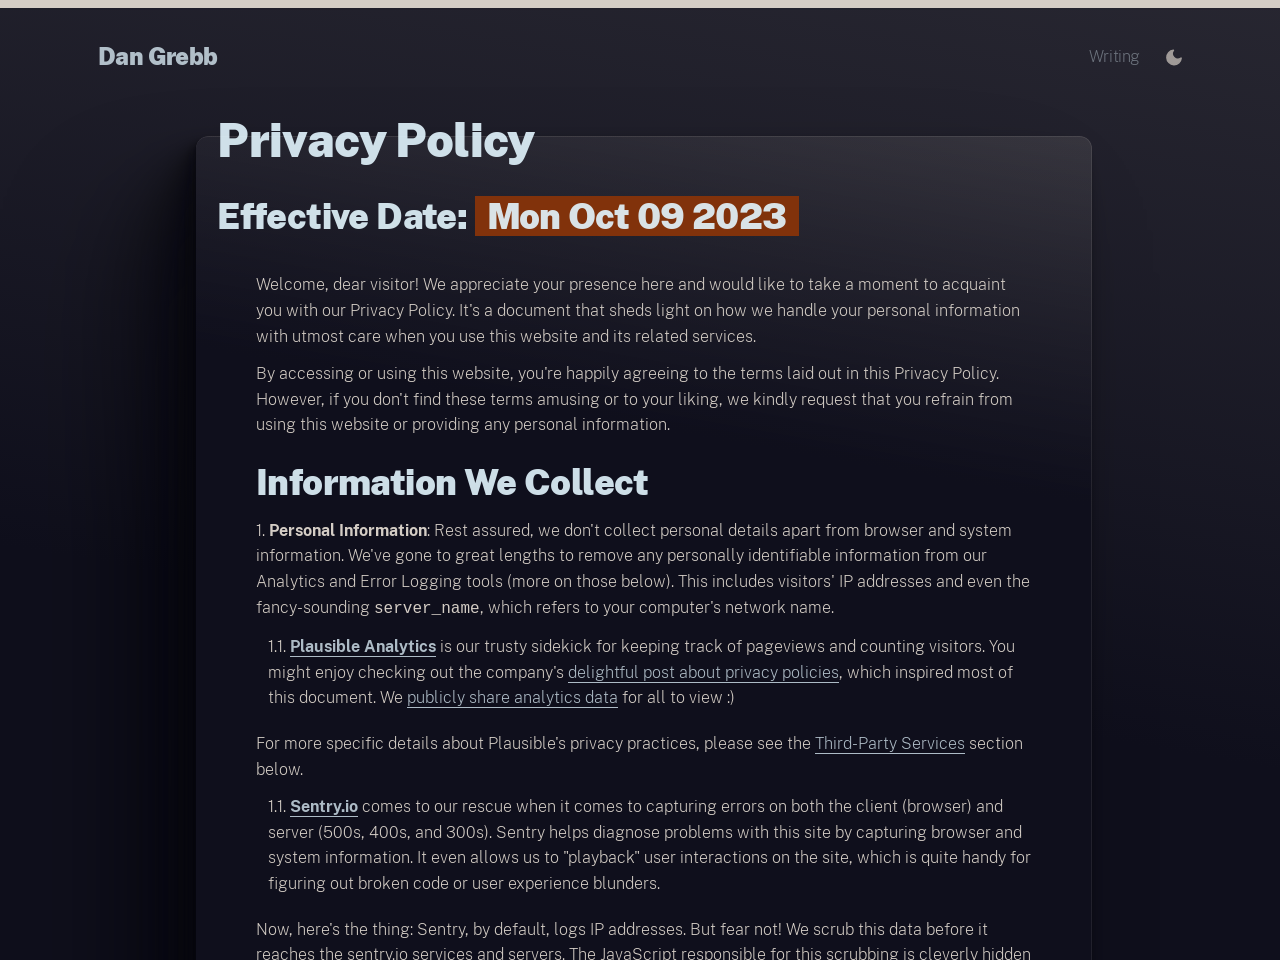 Dan Grebb
Writing
Privacy Policy
Effective Date: Mon Oct 09 2023
Welcome, dear visitor! We appreciate your presence here and would like to take a moment to acquaint
you with our Privacy Policy. It's a document that sheds light on how we handle your personal information
with utmost care when you use this website and its related services.
By accessing or using this website, you're happily agreeing to the terms laid out in this Privacy Policy.
However, if you don't find these terms amusing or to your liking, we kindly request that you refrain from
using this website or providing any personal information.
Information We Collect
1. Personal Information: Rest assured, we don't collect personal details apart from browser and system
information. We've gone to great lengths to remove any personally identifiable information from our
Analytics and Error Logging tools (more on those below). This includes visitors' IP addresses and even the
fancy-sounding server_name, which refers to your computer's network name.
1.1. Plausible Analytics is our trusty sidekick for keeping track of pageviews and counting visitors. You
might enjoy checking out the company's delightful post about privacy policies, which inspired most of
this document. We publicly share analytics data for all to view :)
For more specific details about Plausible's privacy practices, please see the Third-Party Services section
below.
1.1. Sentry.io comes to our rescue when it comes to capturing errors on both the client (browser) and
server (500s, 400s, and 300s). Sentry helps diagnose problems with this site by capturing browser and
system information. It even allows us to "playback" user interactions on the site, which is quite handy for
figuring out broken code or user experience blunders.
Now, here's the thing: Sentry, by default, logs IP addresses. But fear not! We scrub this data before it
reaches the sentry.io services and servers. The JavaScript responsible for this scrubbing is cleverly hidden